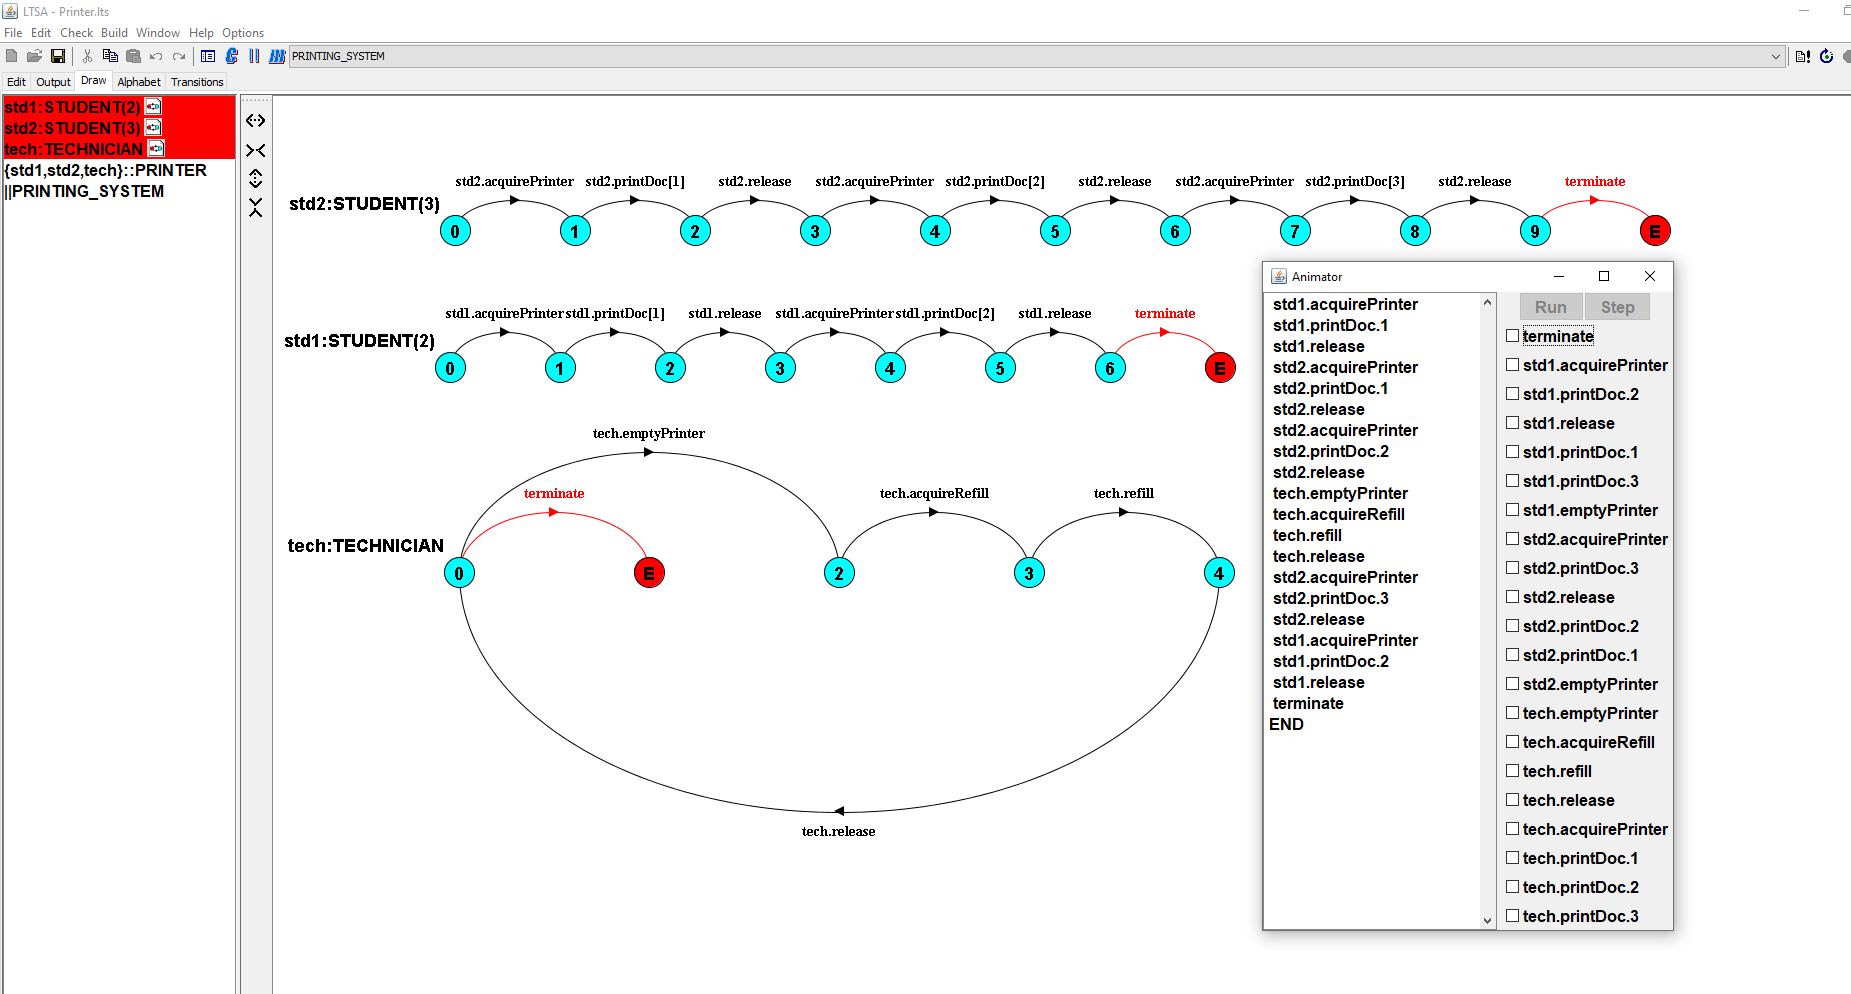 LTSA - Printer.lts
File Edit Check Build Window Help Options
PRINTING_SYSTEM
Edit Output Draw Alphabet Transitions
std1:STUDENT(2)
std2:STUDENT(3)
tech:TECHNICIAN
{std1,std2,tech}::PRINTER
||PRINTING_SYSTEM
std2.acquirePrinter std2.printDoc[1] std2.release std2.acquirePrinter std2.printDoc[2] std2.release std2.acquirePrinter std2.printDoc[3] std2.release terminate
std2:STUDENT(3)
0 1 2 3 4 5 6 7 8 9 E
std1.acquirePrinter std1.printDoc[1] std1.release std1.acquirePrinter std1.printDoc[2] std1.release terminate
std1:STUDENT(2)
0 1 2 3 4 5 6 E
tech.emptyPrinter
terminate tech.acquireRefill tech.refill
tech:TECHNICIAN
0 E 2 3 4
tech.release
Animator
std1.acquirePrinter
std1.printDoc.1
std1.release
std2.acquirePrinter
std2.printDoc.1
std2.release
std2.acquirePrinter
std2.printDoc.2
std2.release
tech.emptyPrinter
tech.acquireRefill
tech.refill
tech.release
std2.acquirePrinter
std2.printDoc.3
std2.release
std1.acquirePrinter
std1.printDoc.2
std1.release
terminate
END
Run Step
terminate
std1.acquirePrinter
std1.printDoc.2
std1.release
std1.printDoc.1
std1.printDoc.3
std1.emptyPrinter
std2.acquirePrinter
std2.printDoc.3
std2.release
std2.printDoc.2
std2.printDoc.1
std2.emptyPrinter
tech.emptyPrinter
tech.acquireRefill
tech.refill
tech.release
tech.acquirePrinter
tech.printDoc.1
tech.printDoc.2
tech.printDoc.3